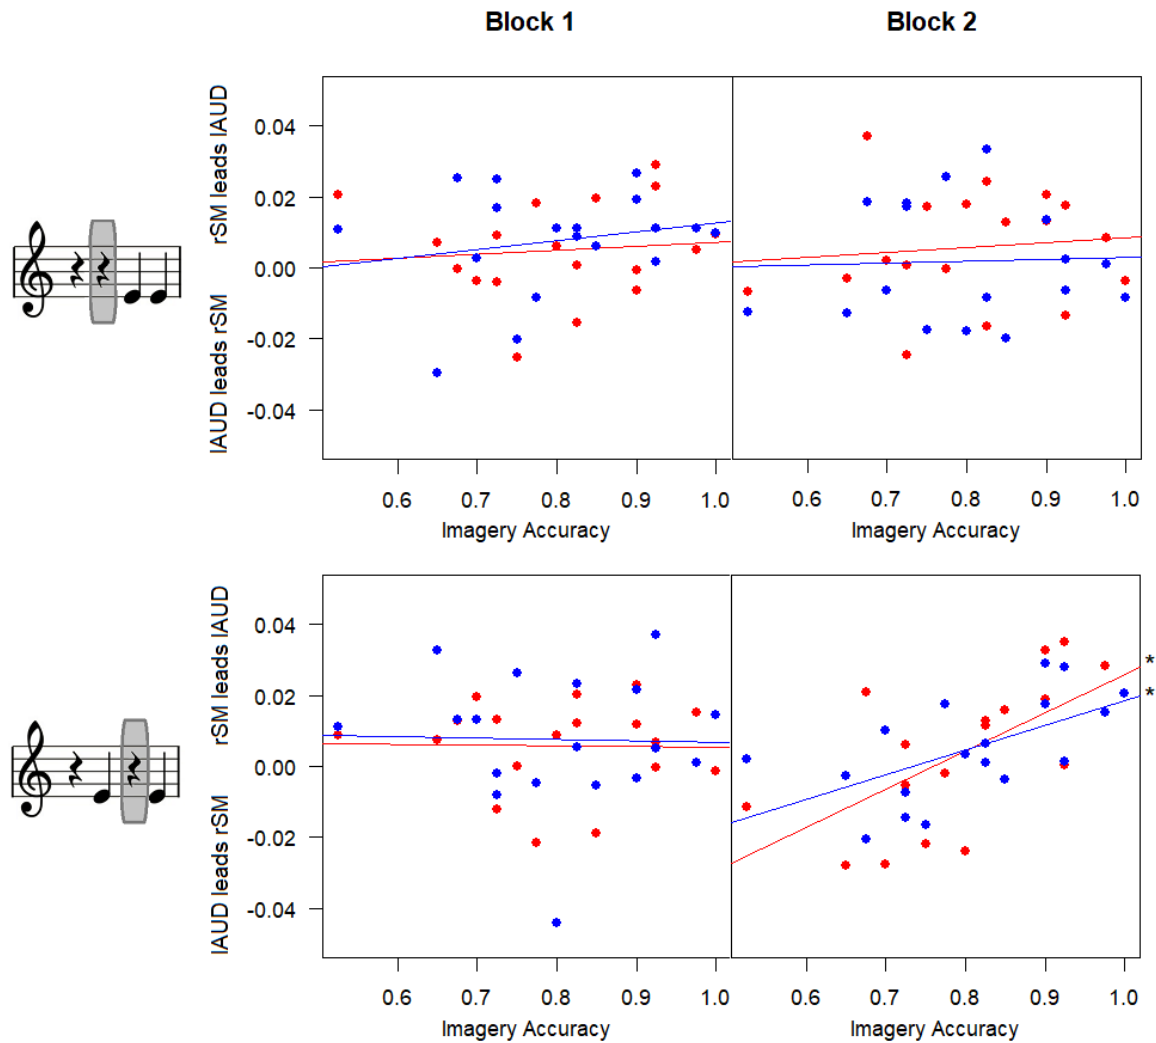 Block 1
Block 2
rSM leads lAUD
lAUD leads rSM
0.04
0.02
0.00
-0.02
-0.04
0.6 0.7 0.8 0.9 1.0
0.6 0.7 0.8 0.9 1.0
Imagery Accuracy
Imagery Accuracy
rSM leads lAUD
lAUD leads rSM
0.04
0.02
0.00
-0.02
-0.04
*
*
0.6 0.7 0.8 0.9 1.0
0.6 0.7 0.8 0.9 1.0
Imagery Accuracy
Imagery Accuracy